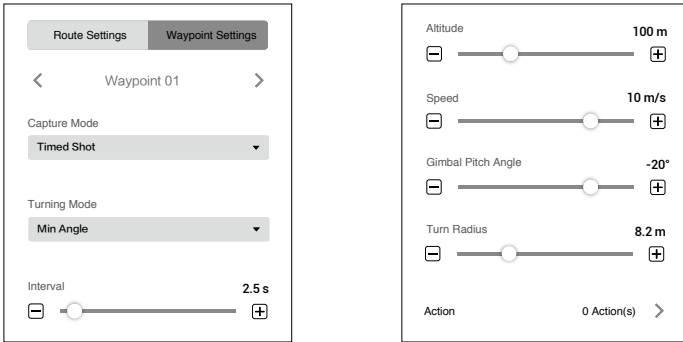 Route Settings
Waypoint Settings
Waypoint 01
Capture Mode
Timed Shot
Turning Mode
Min Angle
Interval
2.5 s
Altitude
100 m
Speed
10 m/s
Gimbal Pitch Angle
-20°
Turn Radius
8.2 m
Action
0 Action(s)